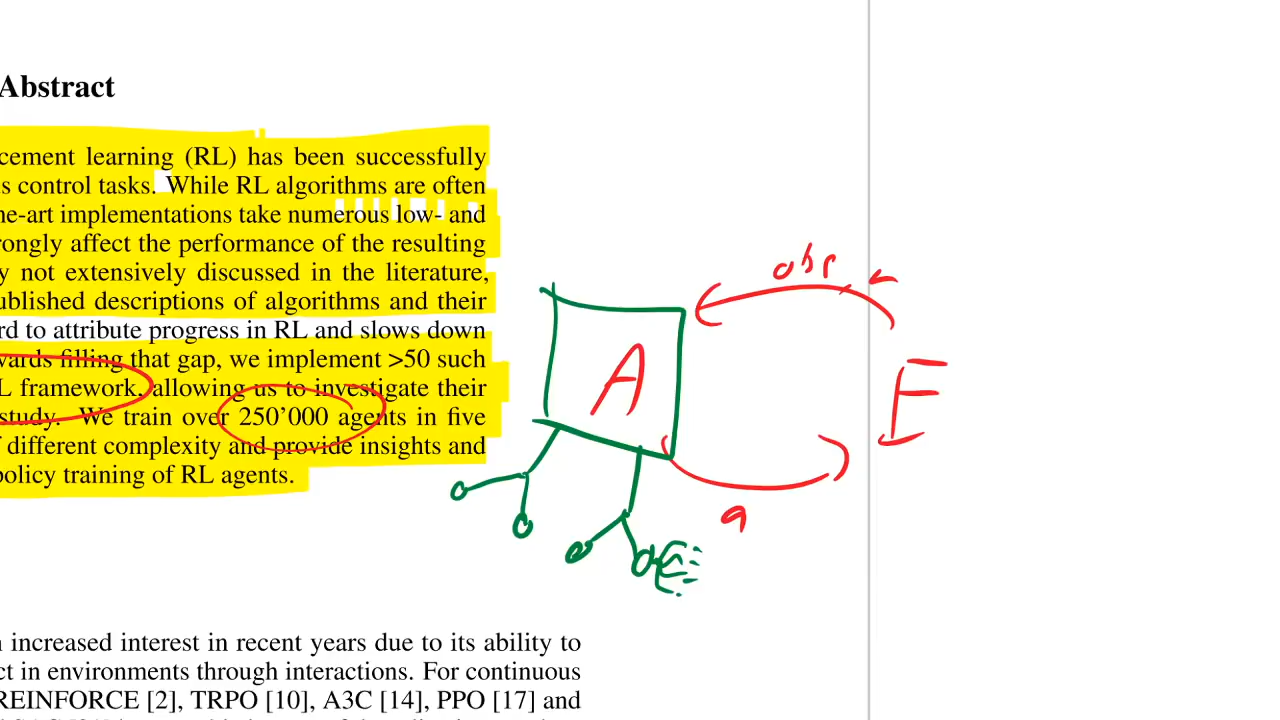 Abstract
cement learning (RL) has been successfully
s control tasks. While RL algorithms are often
ne-art implementations take numerous low- and
rongly affect the performance of the resulting
y not extensively discussed in the literature,
ublished descriptions of algorithms and their
rd to attribute progress in RL and slows down
wards filling that gap, we implement >50 such
L framework, allowing us to investigate their
study. We train over 250’000 agents in five
f different complexity and provide insights and
policy training of RL agents.
obs
A
E
a
n increased interest in recent years due to its ability to
ct in environments through interactions. For continuous
REINFORCE [2], TRPO [10], A3C [14], PPO [17] and